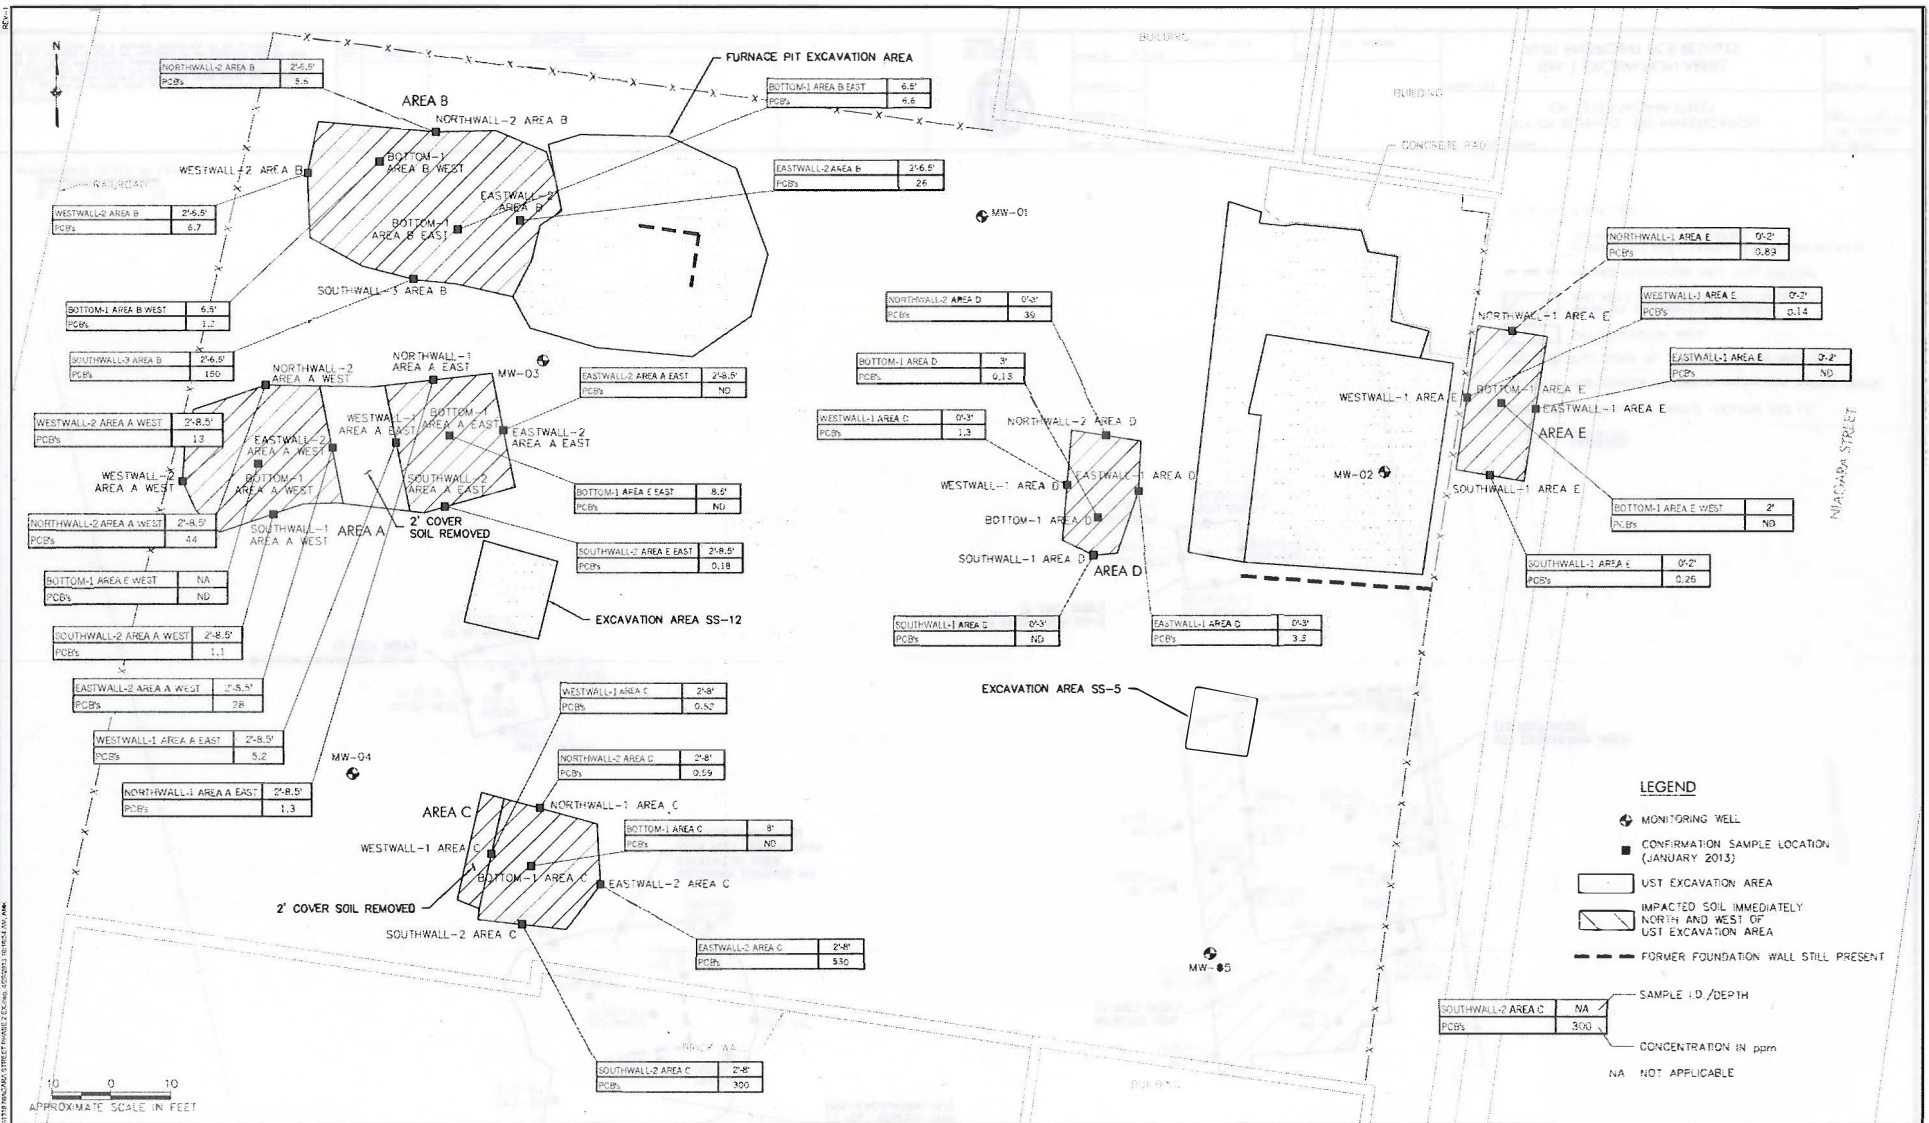 REV-1
N
FURNACE PIT EXCAVATION AREA
BUILDING
BUILDING
CONCRETE PAD
RAILROAD
NIAGARA STREET
NORTHWALL-2 AREA B 2'-6.5'
PCB's 5.6
BOTTOM-1 AREA B EAST 6.5'
PCB's 6.6
EASTWALL-2 AREA B 2'-6.5'
PCB's 26
WESTWALL-2 AREA B 2'-6.5'
PCB's 6.7
BOTTOM-1 AREA B WEST 6.5'
PCB's 1.2
SOUTHWALL-3 AREA B 2'-6.5'
PCB's 150
AREA B
NORTHWALL-2 AREA B
WESTWALL-2 AREA B
BOTTOM-1
AREA B WEST
EASTWALL-2
AREA B
BOTTOM-1
AREA B EAST
SOUTHWALL-3 AREA B
MW-01
MW-03
NORTHWALL-2
AREA A WEST
NORTHWALL-1
AREA A EAST
WESTWALL-1
AREA A EAST
BOTTOM-1
AREA A EAST
EASTWALL-2
AREA A EAST
EASTWALL-2
AREA A WEST
WESTWALL-2
AREA A WEST
BOTTOM-1
AREA A WEST
SOUTHWALL-2
AREA A EAST
SOUTHWALL-1
AREA A WEST
AREA A
2' COVER
SOIL REMOVED
EASTWALL-2 AREA A EAST 2'-8.5'
PCB's ND
WESTWALL-2 AREA A WEST 2'-8.5'
PCB's 13
BOTTOM-1 AREA E EAST 8.5'
PCB's ND
NORTHWALL-2 AREA A WEST 2'-8.5'
PCB's 44
SOUTHWALL-2 AREA E EAST 2'-8.5'
PCB's 0.18
BOTTOM-1 AREA E WEST NA
PCB's ND
SOUTHWALL-2 AREA A WEST 2'-8.5'
PCB's 1.1
EASTWALL-2 AREA A WEST 2'-8.5'
PCB's 28
WESTWALL-1 AREA A EAST 2'-8.5'
PCB's 5.2
NORTHWALL-1 AREA A EAST 2'-8.5'
PCB's 1.3
EXCAVATION AREA SS-12
MW-04
WESTWALL-1 AREA C 2'-8'
PCB's 0.52
NORTHWALL-2 AREA C 2'-8'
PCB's 0.59
AREA C
NORTHWALL-1 AREA C
BOTTOM-1 AREA C 8'
PCB's ND
WESTWALL-1 AREA C
BOTTOM-1 AREA C
EASTWALL-2 AREA C
2' COVER SOIL REMOVED
SOUTHWALL-2 AREA C
EASTWALL-2 AREA C 2'-8'
PCB's 530
SOUTHWALL-2 AREA C 2'-8'
PCB's 300
NORTHWALL-2 AREA D 0'-3'
PCB's 39
BOTTOM-1 AREA D 3'
PCB's 0.13
WESTWALL-1 AREA D 0'-3'
PCB's 1.3
NORTHWALL-2 AREA D
EASTWALL-1 AREA D
WESTWALL-1 AREA D
BOTTOM-1 AREA D
SOUTHWALL-1 AREA D
AREA D
SOUTHWALL-1 AREA D 0'-3'
PCB's ND
EASTWALL-1 AREA D 0'-3'
PCB's 3.3
EXCAVATION AREA SS-5
MW-02
NORTHWALL-1 AREA E 0'-2'
PCB's 0.89
WESTWALL-1 AREA E 0'-2'
PCB's 0.14
EASTWALL-1 AREA E 0'-2'
PCB's ND
NORTHWALL-1 AREA E
BOTTOM-1 AREA E
WESTWALL-1 AREA E
EASTWALL-1 AREA E
AREA E
SOUTHWALL-1 AREA E
BOTTOM-1 AREA E WEST 2'
PCB's ND
SOUTHWALL-1 AREA E 0'-2'
PCB's 0.26
LEGEND
MONITORING WELL
CONFIRMATION SAMPLE LOCATION
(JANUARY 2013)
UST EXCAVATION AREA
IMPACTED SOIL IMMEDIATELY
NORTH AND WEST OF
UST EXCAVATION AREA
FORMER FOUNDATION WALL STILL PRESENT
SAMPLE I.D./DEPTH
SOUTHWALL-2 AREA C NA
PCB's 300
CONCENTRATION IN ppm
NA NOT APPLICABLE
BUILDING
10 0 10
APPROXIMATE SCALE IN FEET